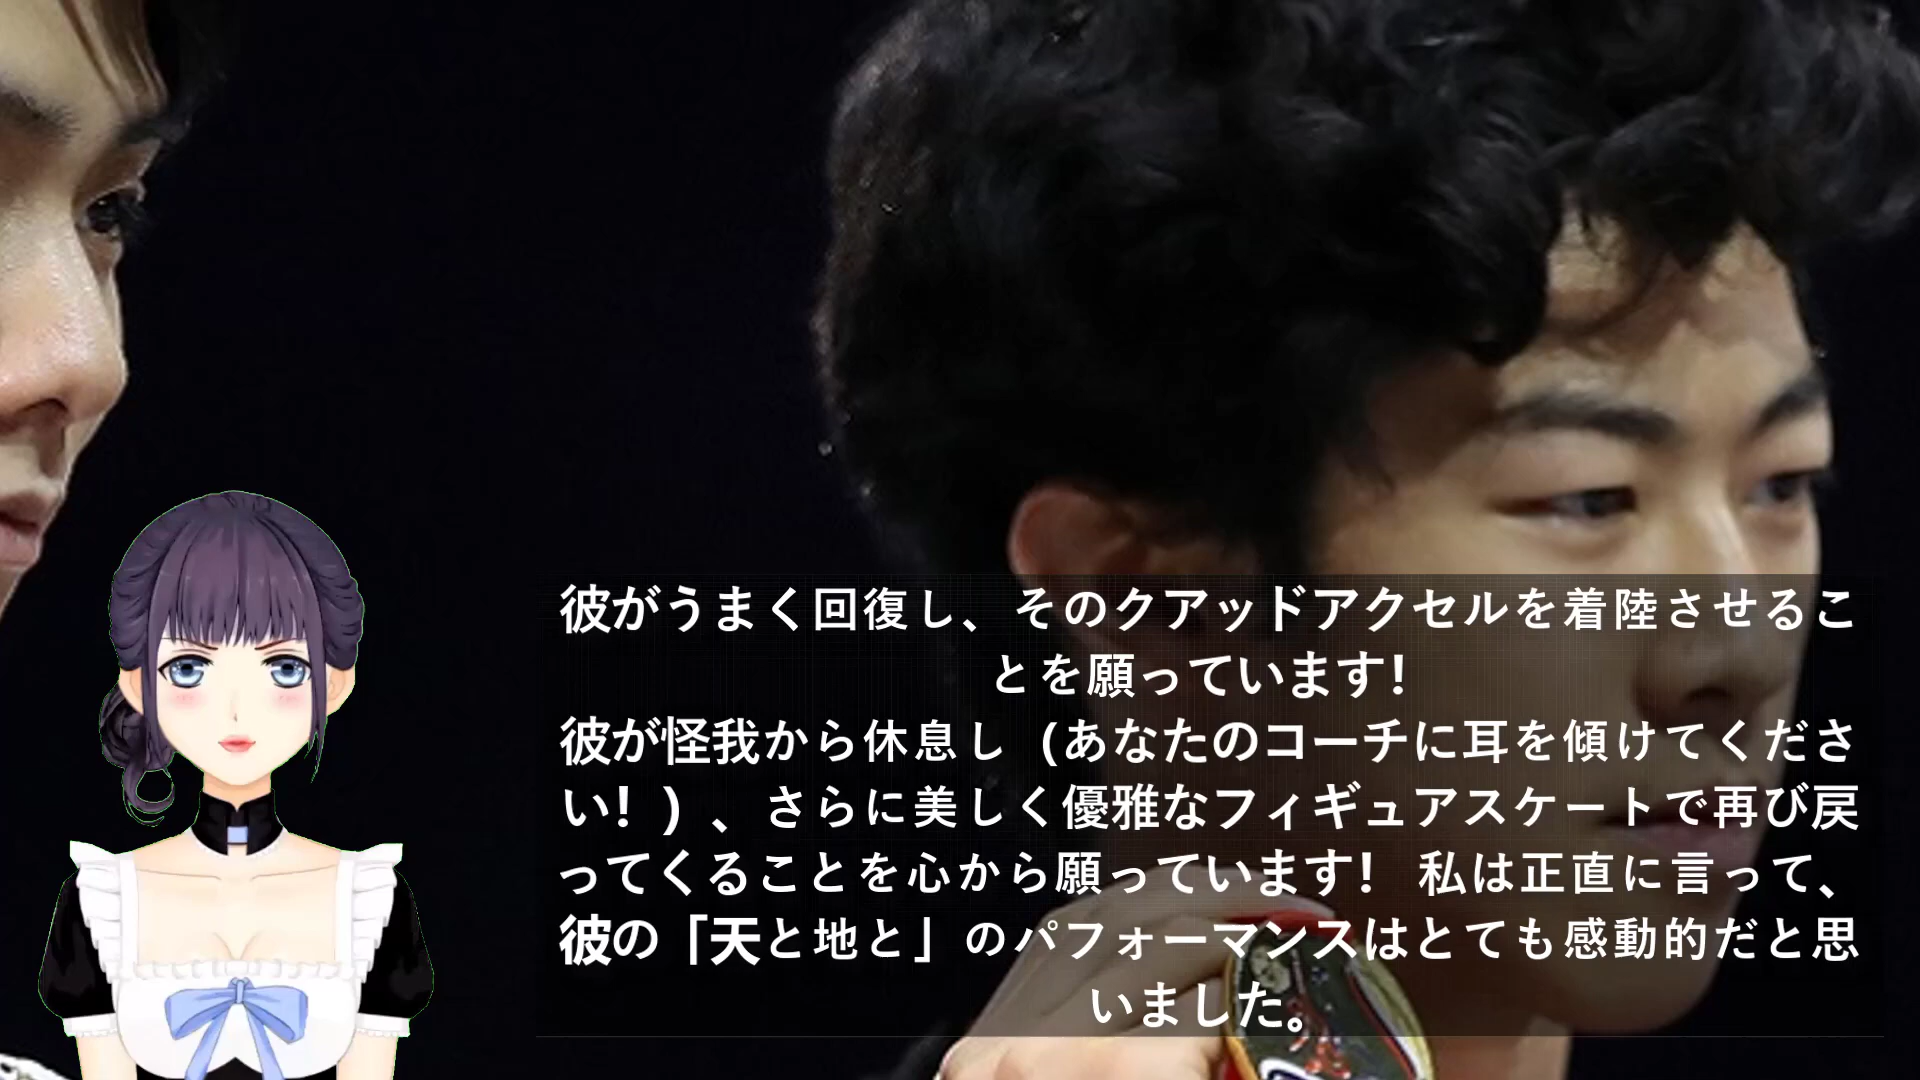 彼がうまく回復し、そのクアッドアクセルを着陸させるこ
とを願っています!
彼が怪我から休息し（あなたのコーチに耳を傾けてくださ
い！）、さらに美しく優雅なフィギュアスケートで再び戻
ってくることを心から願っています! 私は正直に言って、
彼の「天と地と」のパフォーマンスはとても感動的だと思
いました。